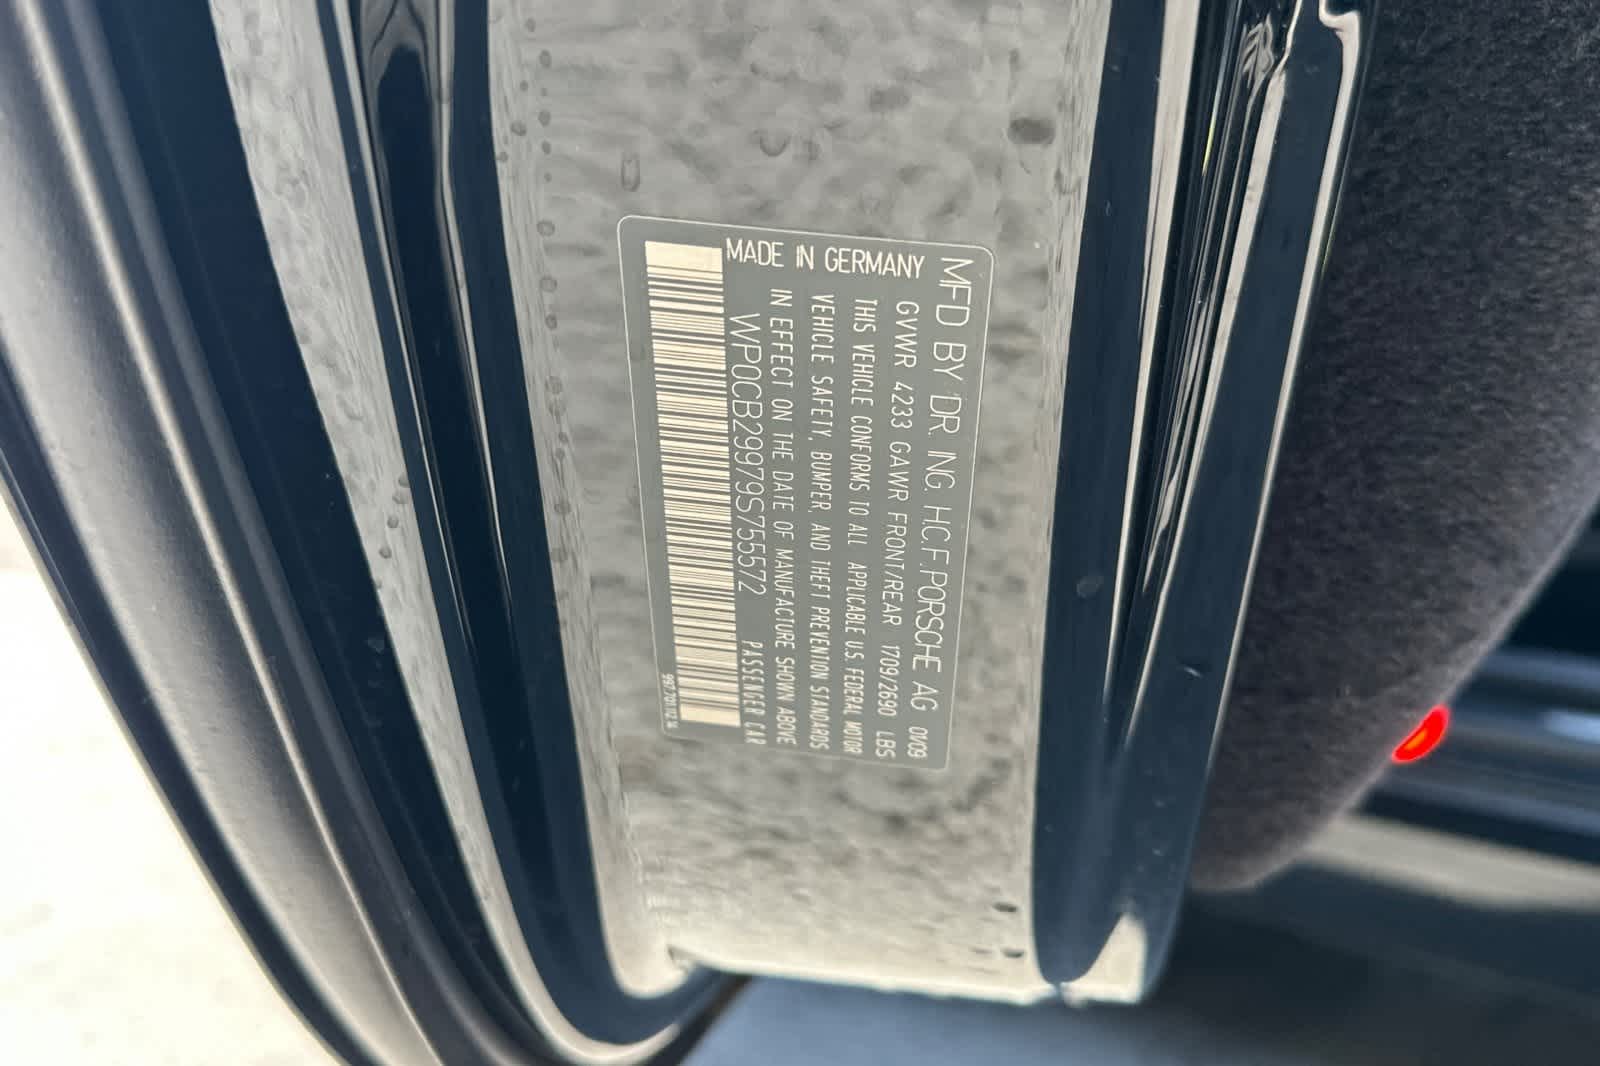 MFD BY DR. ING. H.C.F. PORSCHE AG 01/09
GVWR 4233 GAWR FRONT/REAR 1709/2690 LBS
THIS VEHICLE CONFORMS TO ALL APPLICABLE U.S. FEDERAL MOTOR
VEHICLE SAFETY, BUMPER, AND THEFT PREVENTION STANDARDS
IN EFFECT ON THE DATE OF MANUFACTURE SHOWN ABOVE
WP0CB29979S755572 PASSENGER CAR
MADE IN GERMANY